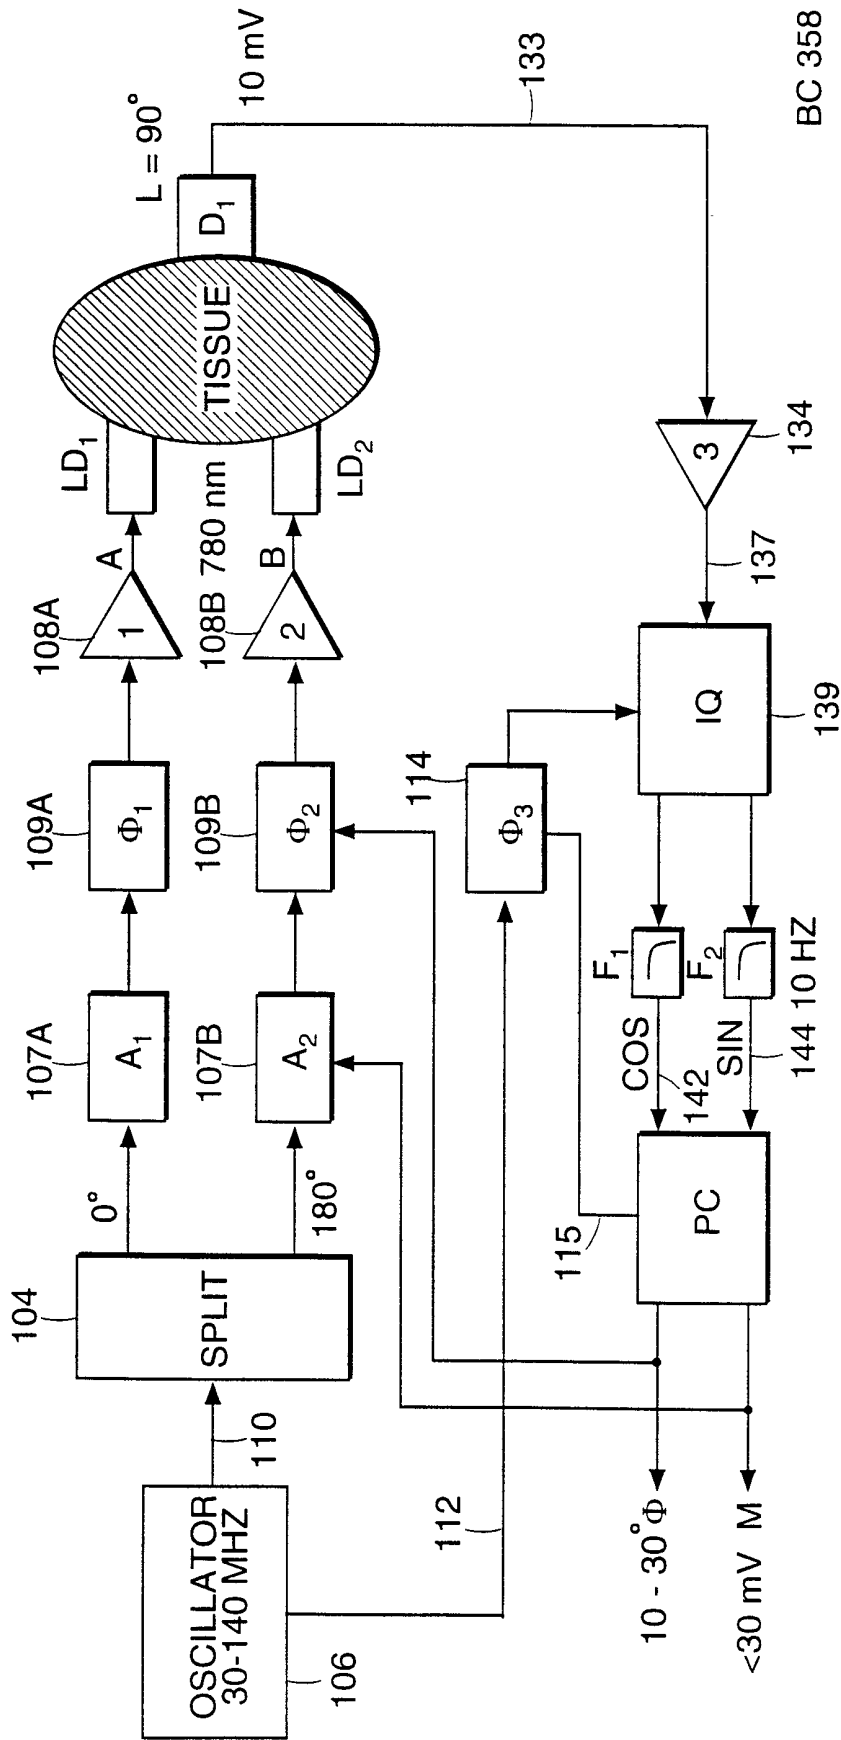 OSCILLATOR
30-140 MHZ
106
110
112
104
SPLIT
0°
180°
107A
A1
107B
A2
109A
Φ1
109B
Φ2
108A
1
A
108B 780 nm
2
B
LD1
LD2
TISSUE
D1
L = 90°
10 mV
133
3
134
137
IQ
139
114
Φ3
F1
F2
COS
142
SIN
144 10 HZ
PC
115
10 - 30° Φ
<30 mV M
BC 358